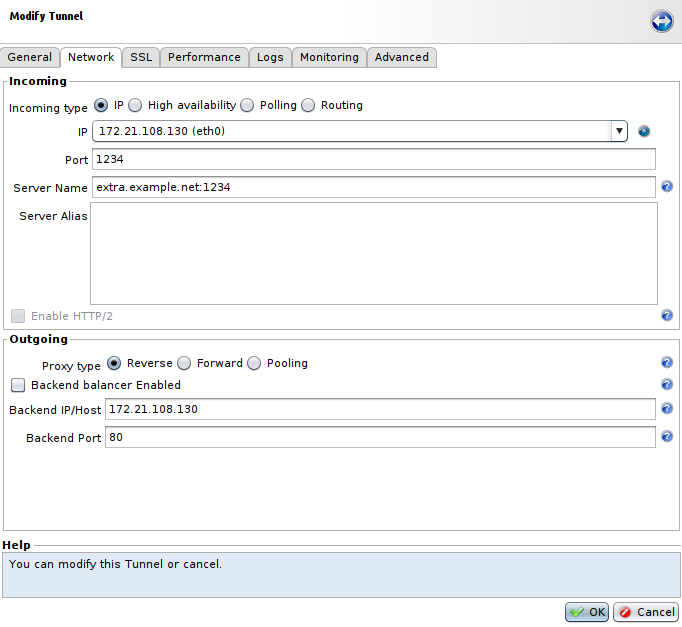 Modify Tunnel
General Network SSL Performance Logs Monitoring Advanced
Incoming
Incoming type IP High availability Polling Routing
IP 172.21.108.130 (eth0)
Port 1234
Server Name extra.example.net:1234
Server Alias
Enable HTTP/2
Outgoing
Proxy type Reverse Forward Pooling
Backend balancer Enabled
Backend IP/Host 172.21.108.130
Backend Port 80
Help
You can modify this Tunnel or cancel.
OK Cancel